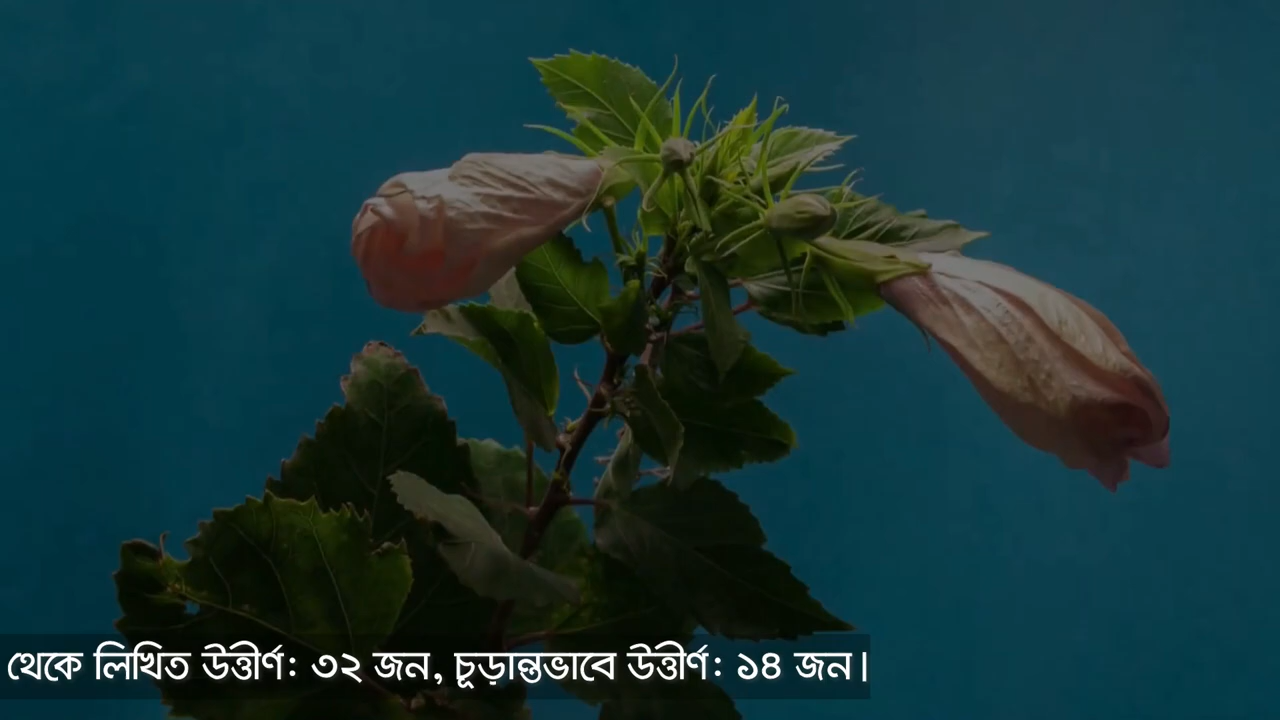 থেকে লিখিত উত্তীর্ণ: ৩২ জন, চূড়ান্তভাবে উত্তীর্ণ: ১৪ জন।